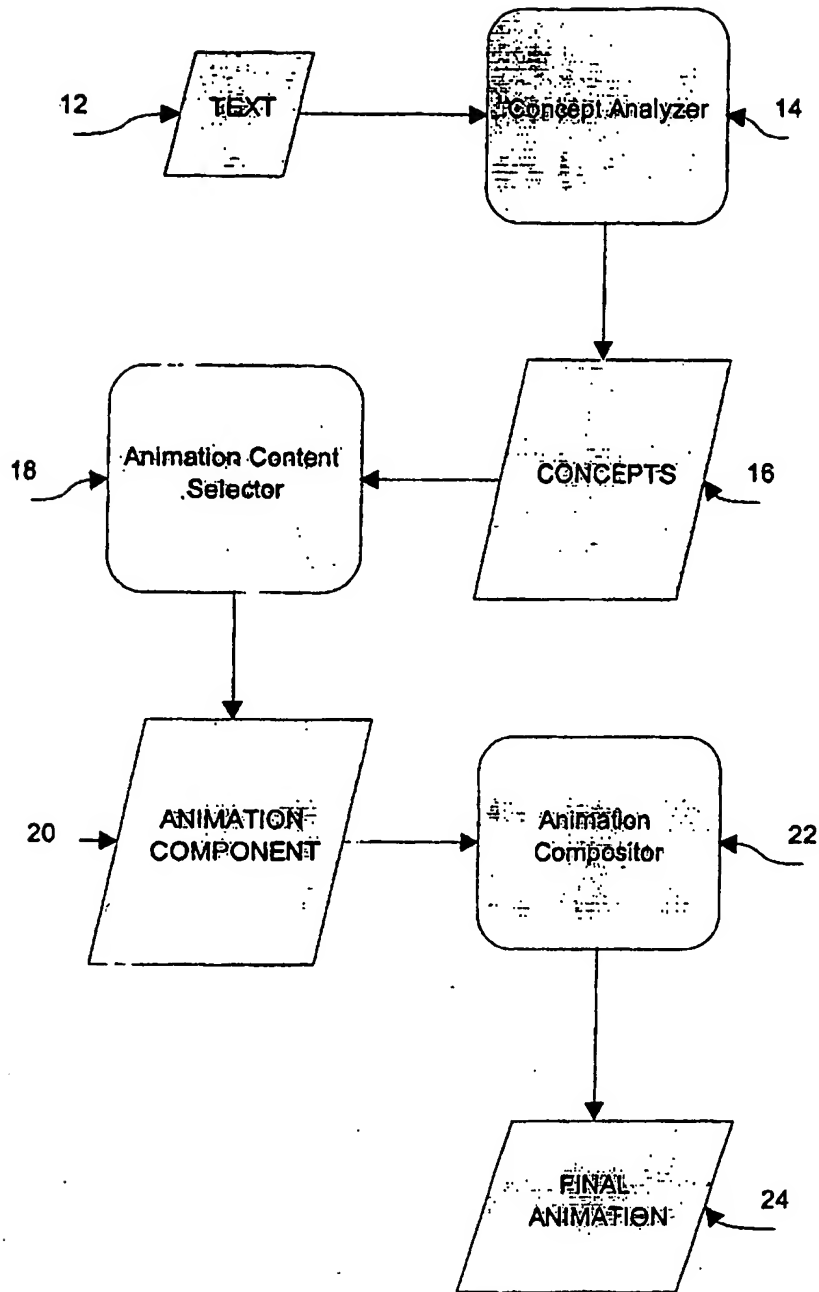 12
TEXT
Concept Analyzer
14
18
Animation Content
Selector
CONCEPTS
16
20
ANIMATION
COMPONENT
Animation
Compositor
22
FINAL
ANIMATION
24